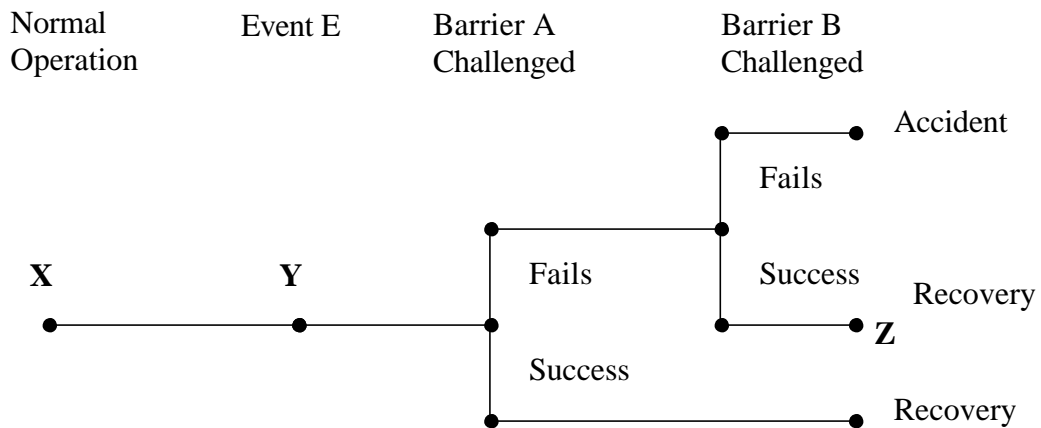 Normal
Operation
Event E
Barrier A
Challenged
Barrier B
Challenged
Accident
Fails
X
Y
Fails
Success
Recovery
Z
Success
Recovery